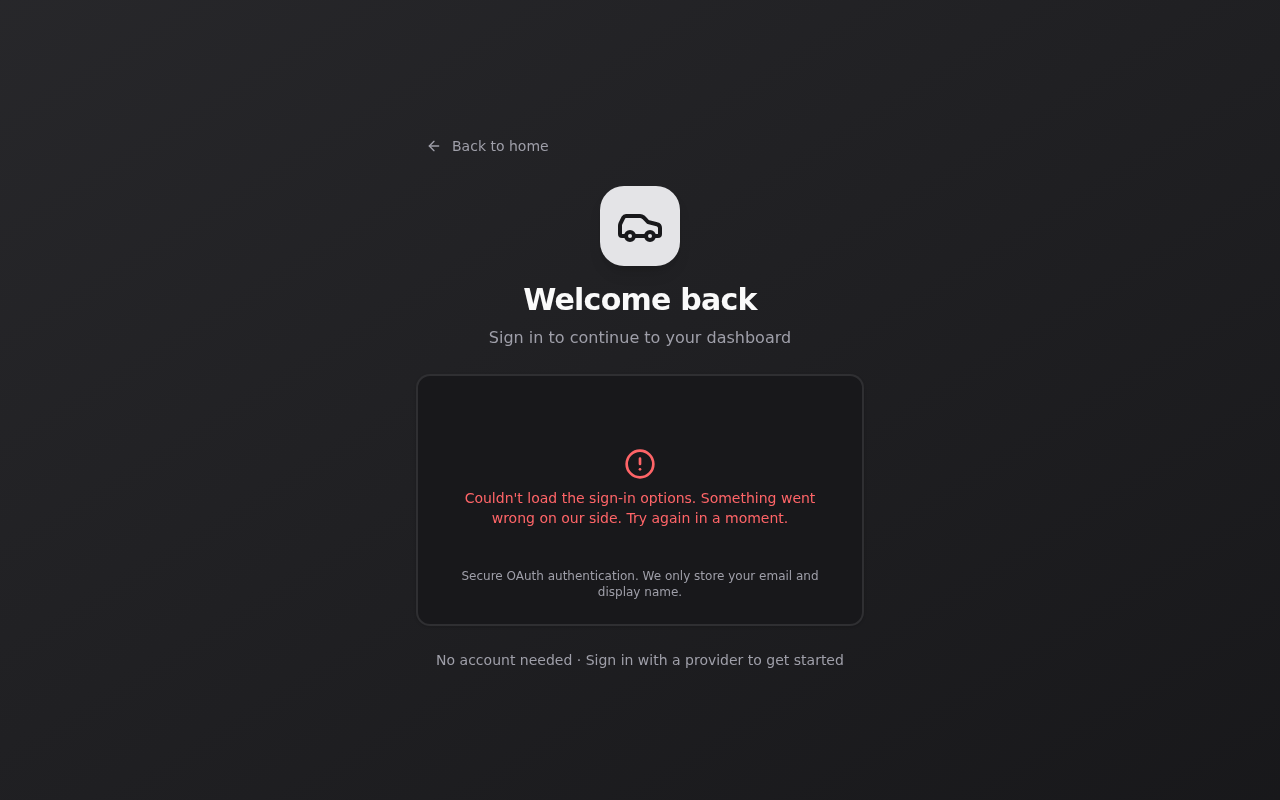 Back to home
Welcome back
Sign in to continue to your dashboard
Couldn't load the sign-in options. Something went
wrong on our side. Try again in a moment.
Secure OAuth authentication. We only store your email and
display name.
No account needed · Sign in with a provider to get started